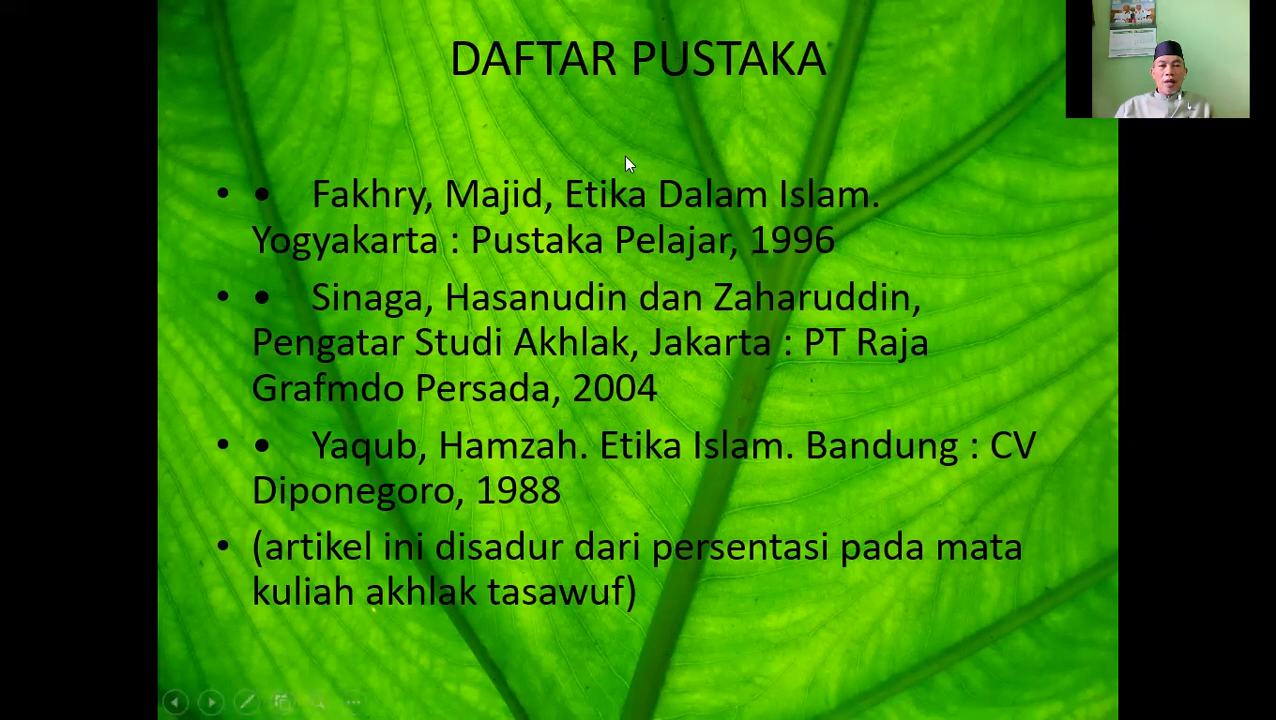 DAFTAR PUSTAKA
• • Fakhry, Majid, Etika Dalam Islam.
Yogyakarta : Pustaka Pelajar, 1996
• • Sinaga, Hasanudin dan Zaharuddin,
Pengatar Studi Akhlak, Jakarta : PT Raja
Grafmdo Persada, 2004
• • Yaqub, Hamzah. Etika Islam. Bandung : CV
Diponegoro, 1988
• (artikel ini disadur dari persentasi pada mata
kuliah akhlak tasawuf)